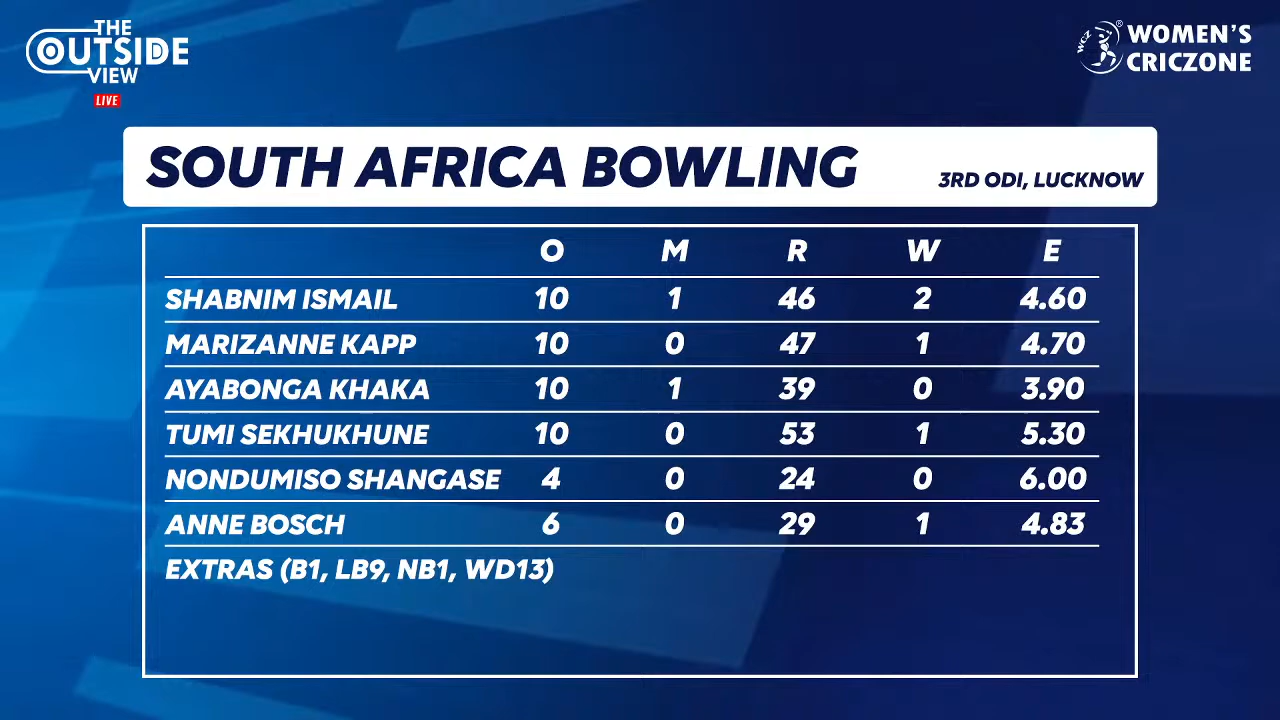 THE
OUTSIDE
VIEW
LIVE
WCZ
WOMEN'S
CRICZONE
SOUTH AFRICA BOWLING 3RD ODI, LUCKNOW
O M R W E
SHABNIM ISMAIL 10 1 46 2 4.60
MARIZANNE KAPP 10 0 47 1 4.70
AYABONGA KHAKA 10 1 39 0 3.90
TUMI SEKHUKHUNE 10 0 53 1 5.30
NONDUMISO SHANGASE 4 0 24 0 6.00
ANNE BOSCH 6 0 29 1 4.83
EXTRAS (B1, LB9, NB1, WD13)